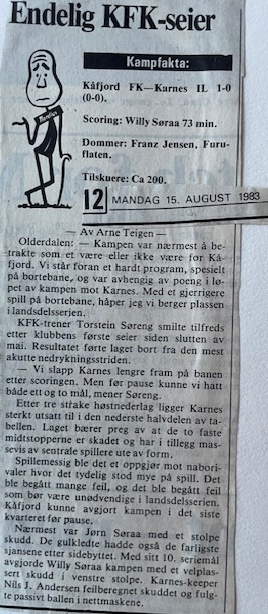 Endelig KFK-seier
Kampfakta:
Kåfjord FK—Karnes IL 1-0
(0-0).
Scoring: Willy Søraa 73 min.
Dommer: Franz Jensen, Furu-
flaten.
Tilskuere: Ca 200.
12 MANDAG 15. AUGUST 1983
— Av Arne Teigen —
Olderdalen: — Kampen var nærmest å be-
trakte som et være eller ikke være for Kå-
fjord. Vi står foran et hardt program, spesielt
på bortebane, og var avhengig av poeng i lø-
pet av kampen mot Karnes. Med et gjerrigere
spill på bortebane, håper jeg vi berger plassen
i landsdelsserien.
KFK-trener Torstein Søreng smilte tilfreds
etter klubbens første seier siden slutten av
mai. Resultatet førte laget bort fra den mest
akutte nedrykningsstriden.
— Vi slapp Karnes lengre fram på banen
etter scoringen. Men før pause kunne vi hatt
både ett og to mål, mener Søreng.
Etter tre strake høstnederlag ligger Karnes
sterkt utsatt til i den nederste halvdelen av ta-
bellen. Laget bærer preg av at de to faste
midtstopperne er skadet og har i tillegg mas-
sevis av sentrale spillere ute av form.
Spillemessig ble det et oppgjør mot nabori-
valer hvor det tydelig stod mye på spill. Det
ble begått mange feil, og det ble begått feil
som bør være unødvendige i landsdelsserien.
Kåfjord kunne avgjort kampen i det siste
kvarteret før pause.
Nærmest var Jørn Søraa med et stolpe
skudd. De gulkledte hadde også de farligste
sjansene etter sidebyttet. Med sitt 10. seriemål
avgjorde Willy Søraa kampen med et velplas-
sert skudd i venstre stolpe. Karnes-keeper
Nils J. Andersen feilberegnet skuddet og fulg-
te passivt ballen i nettmaskene.